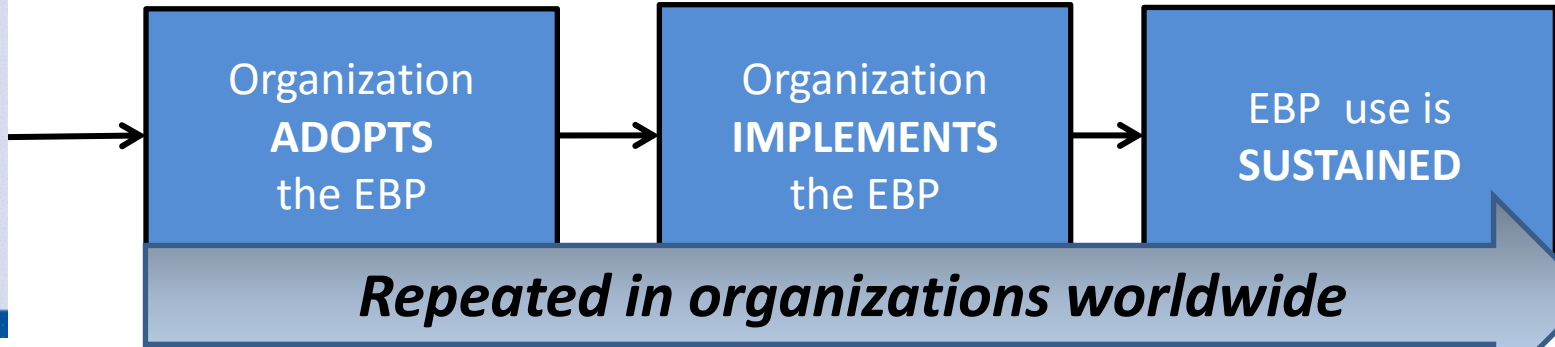 Organization
ADOPTS
the EBP
Organization
IMPLEMENTS
the EBP
EBP use is
SUSTAINED
Repeated in organizations worldwide